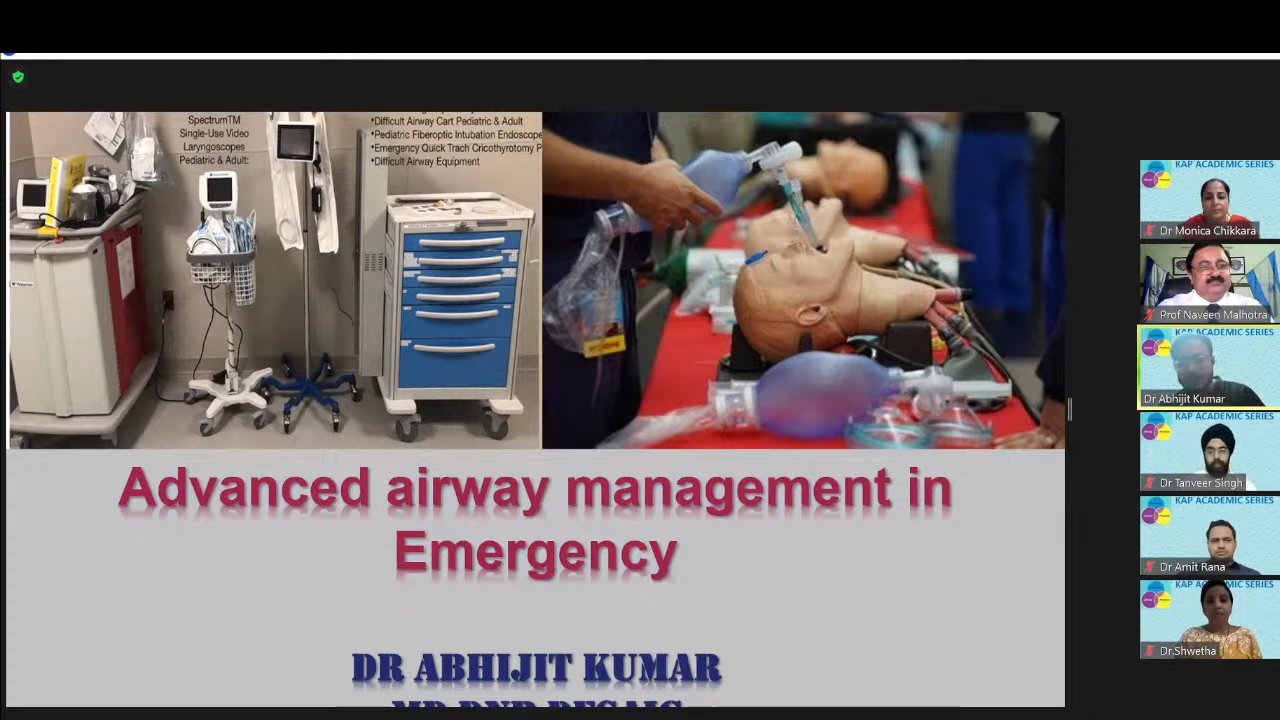 SpectrumTM
Single-Use Video
Laryngoscopes
Pediatric & Adult:
•Difficult Airway Cart Pediatric & Adult
•Pediatric Fiberoptic Intubation Endoscope
•Emergency Quick Trach Cricothyrotomy P
•Difficult Airway Equipment
Advanced airway management in
Emergency
DR ABHIJIT KUMAR
KAP ACADEMIC SERIES
Dr Monica Chikkara
Prof Naveen Malhotra
KAP ACADEMIC SERIES
Dr Abhijit Kumar
KAP ACADEMIC SERIES
Dr Tanveer Singh
KAP ACADEMIC SERIES
Dr Amit Rana
KAP ACADEMIC SERIES
Dr.Shwetha